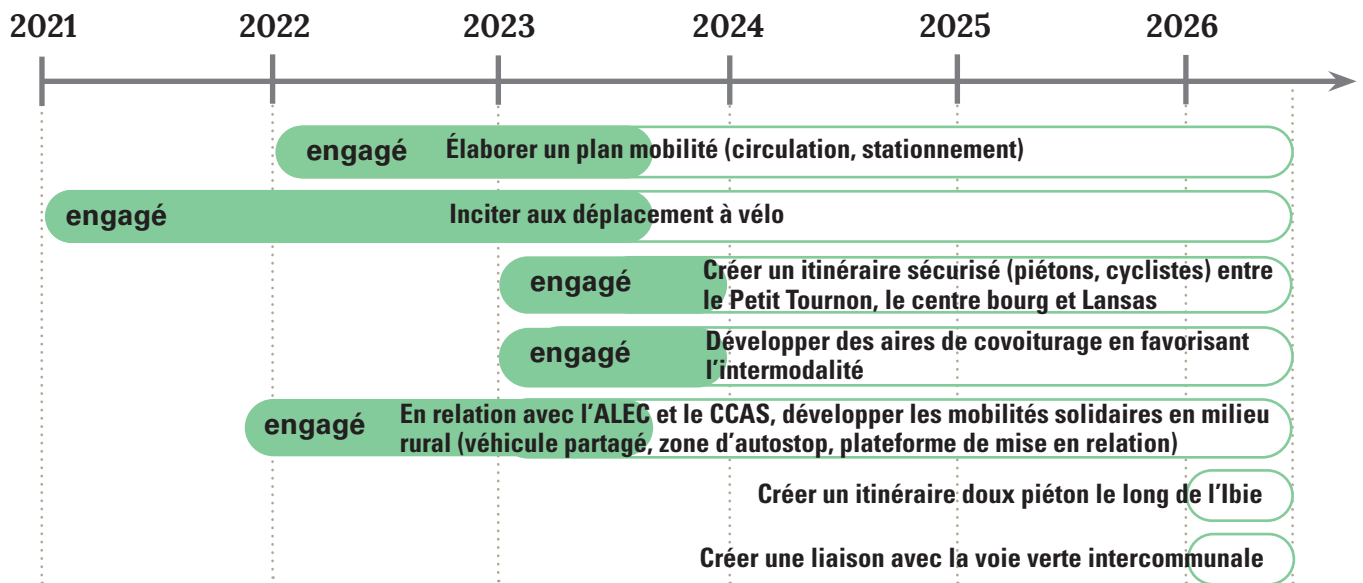 2021 2022 2023 2024 2025 2026
engagé Élaborer un plan mobilité (circulation, stationnement)
engagé Inciter aux déplacement à vélo
engagé Créer un itinéraire sécurisé (piétons, cyclistes) entre
le Petit Tournon, le centre bourg et Lansas
engagé Développer des aires de covoiturage en favorisant
l'intermodalité
engagé En relation avec l'ALEC et le CCAS, développer les mobilités solidaires en milieu
rural (véhicule partagé, zone d'autostop, plateforme de mise en relation)
Créer un itinéraire doux piéton le long de l'Ibie
Créer une liaison avec la voie verte intercommunale